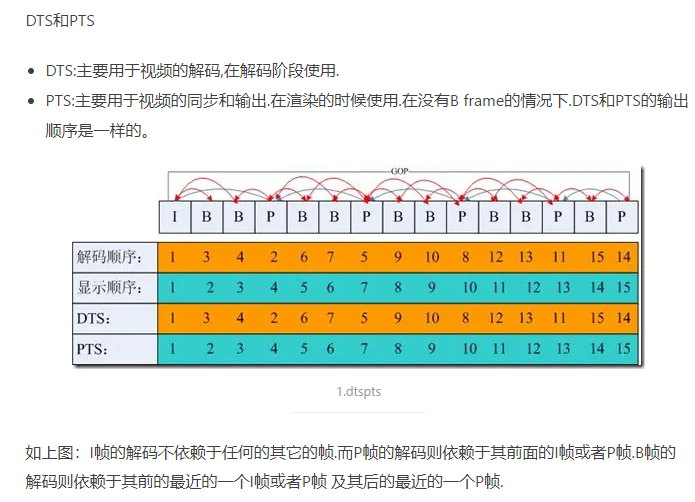 DTS和PTS
DTS:主要用于视频的解码,在解码阶段使用.
PTS:主要用于视频的同步和输出.在渲染的时候使用.在没有B frame的情况下.DTS和PTS的输出
顺序是一样的。
GOP
I B B P B P B B P B B P B P
解码顺序: 1 3 4 2 6 7 5 9 10 8 12 13 11 15 14
显示顺序: 1 2 3 4 5 6 7 8 9 10 11 12 13 14 15
DTS: 1 3 4 2 6 7 5 9 10 8 12 13 11 15 14
PTS: 1 2 3 4 5 6 7 8 9 10 11 12 13 14 15
1.dtspts
如上图：I帧的解码不依赖于任何的其它的帧.而P帧的解码则依赖于其前面的I帧或者P帧.B帧的
解码则依赖于其前的最近的一个I帧或者P帧 及其后的最近的一个P帧.